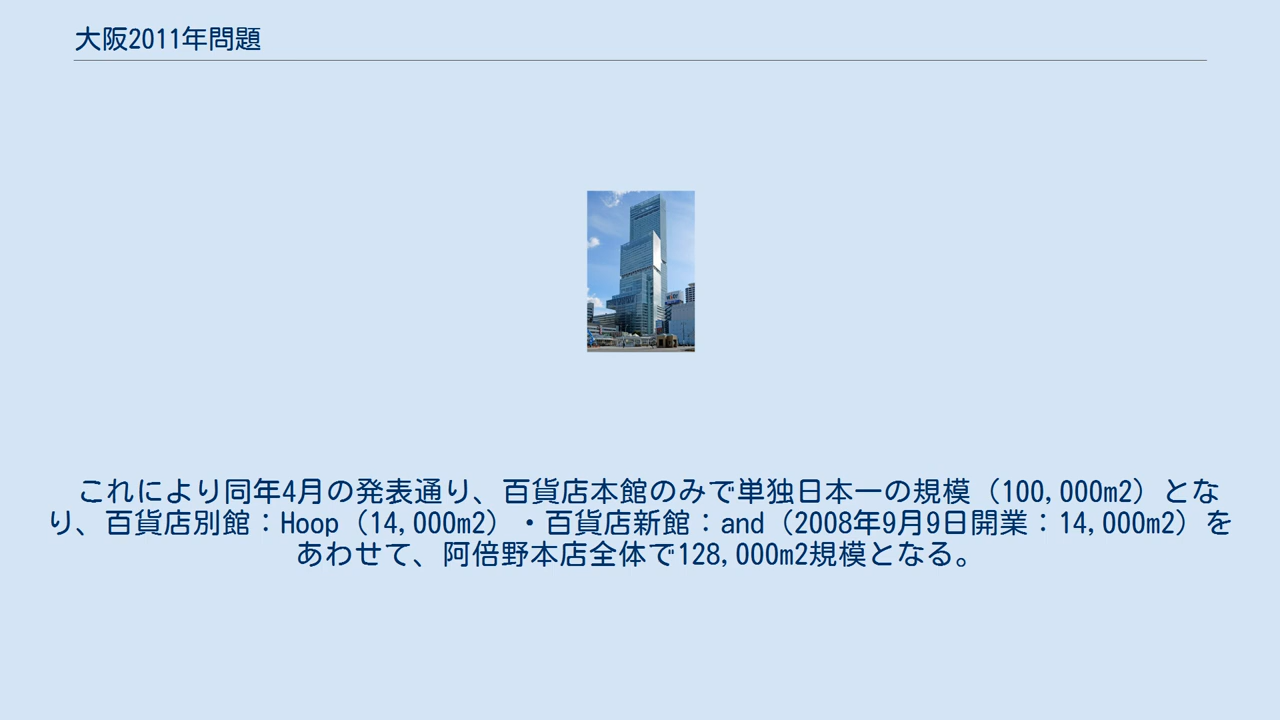 大阪2011年問題
これにより同年4月の発表通り、百貨店本館のみで単独日本一の規模（100,000m2）とな
り、百貨店別館：Hoop（14,000m2）・百貨店新館：and（2008年9月9日開業：14,000m2）を
あわせて、阿倍野本店全体で128,000m2規模となる。